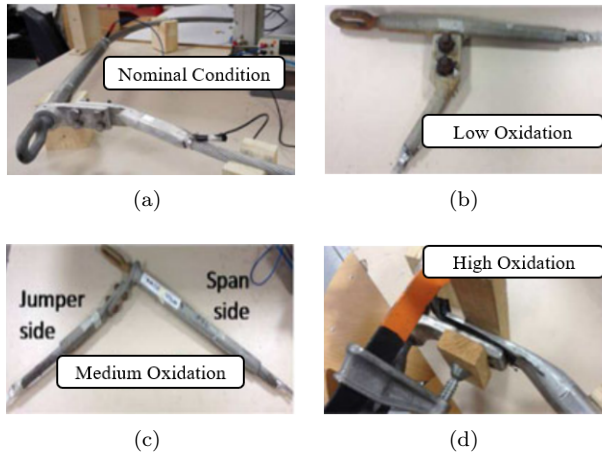 Nominal Condition
(a)
Low Oxidation
(b)
Jumper
side
Span
side
Medium Oxidation
(c)
High Oxidation
(d)